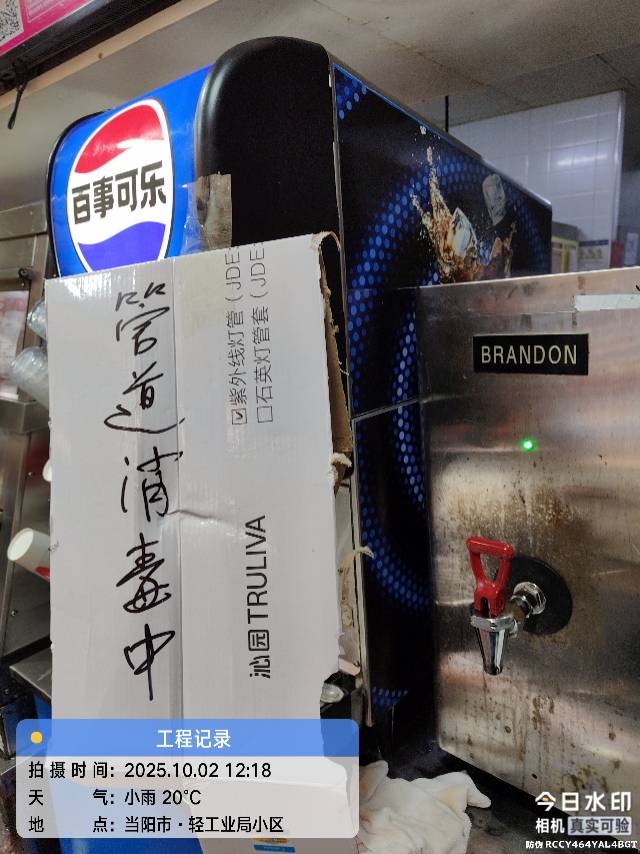 百事可乐
管道消毒中
☑紫外线灯管（JDE
□石英灯管套（JDE
沁园 TRULIVA
BRANDON
工程记录
拍摄时间：2025.10.02 12:18
天 气：小雨 20℃
地 点：当阳市·轻工业局小区
今日水印
相机 真实可验
防伪 RCCY464YAL4BGT